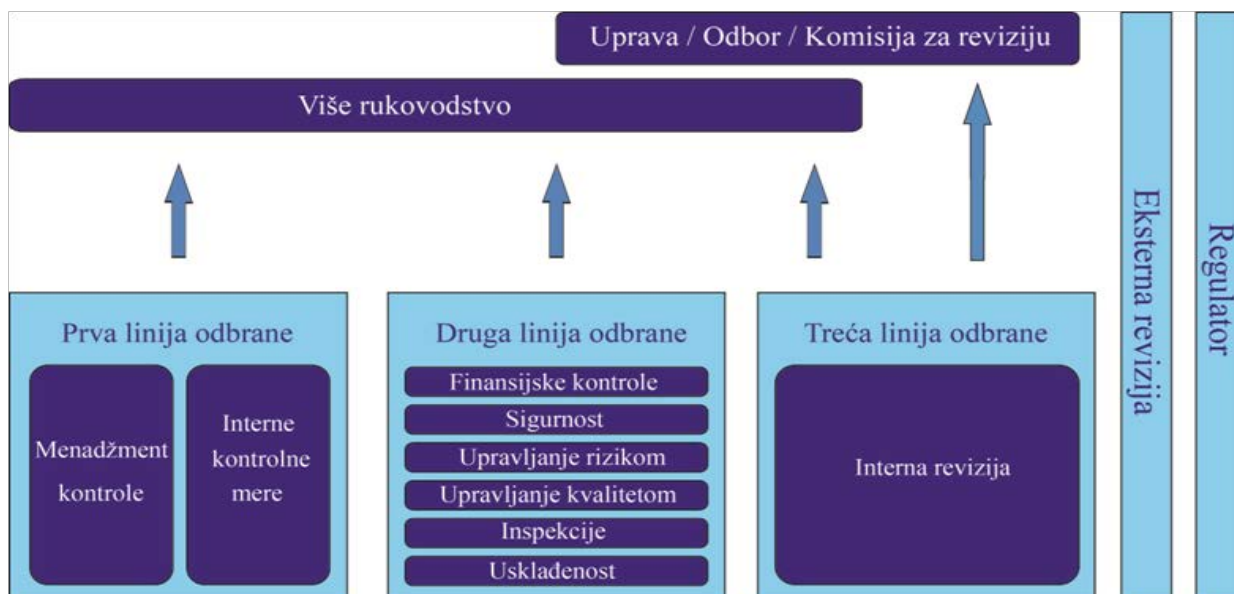 Uprava / Odbor / Komisija za reviziju
Više rukovodstvo
Prva linija odbrane
Menadžment
kontrole
Interne
kontrolne
mere
Druga linija odbrane
Finansijske kontrole
Sigurnost
Upravljanje rizikom
Upravljanje kvalitetom
Inspekcije
Usklađenost
Treća linija odbrane
Interna revizija
Eksterna revizija
Regulator